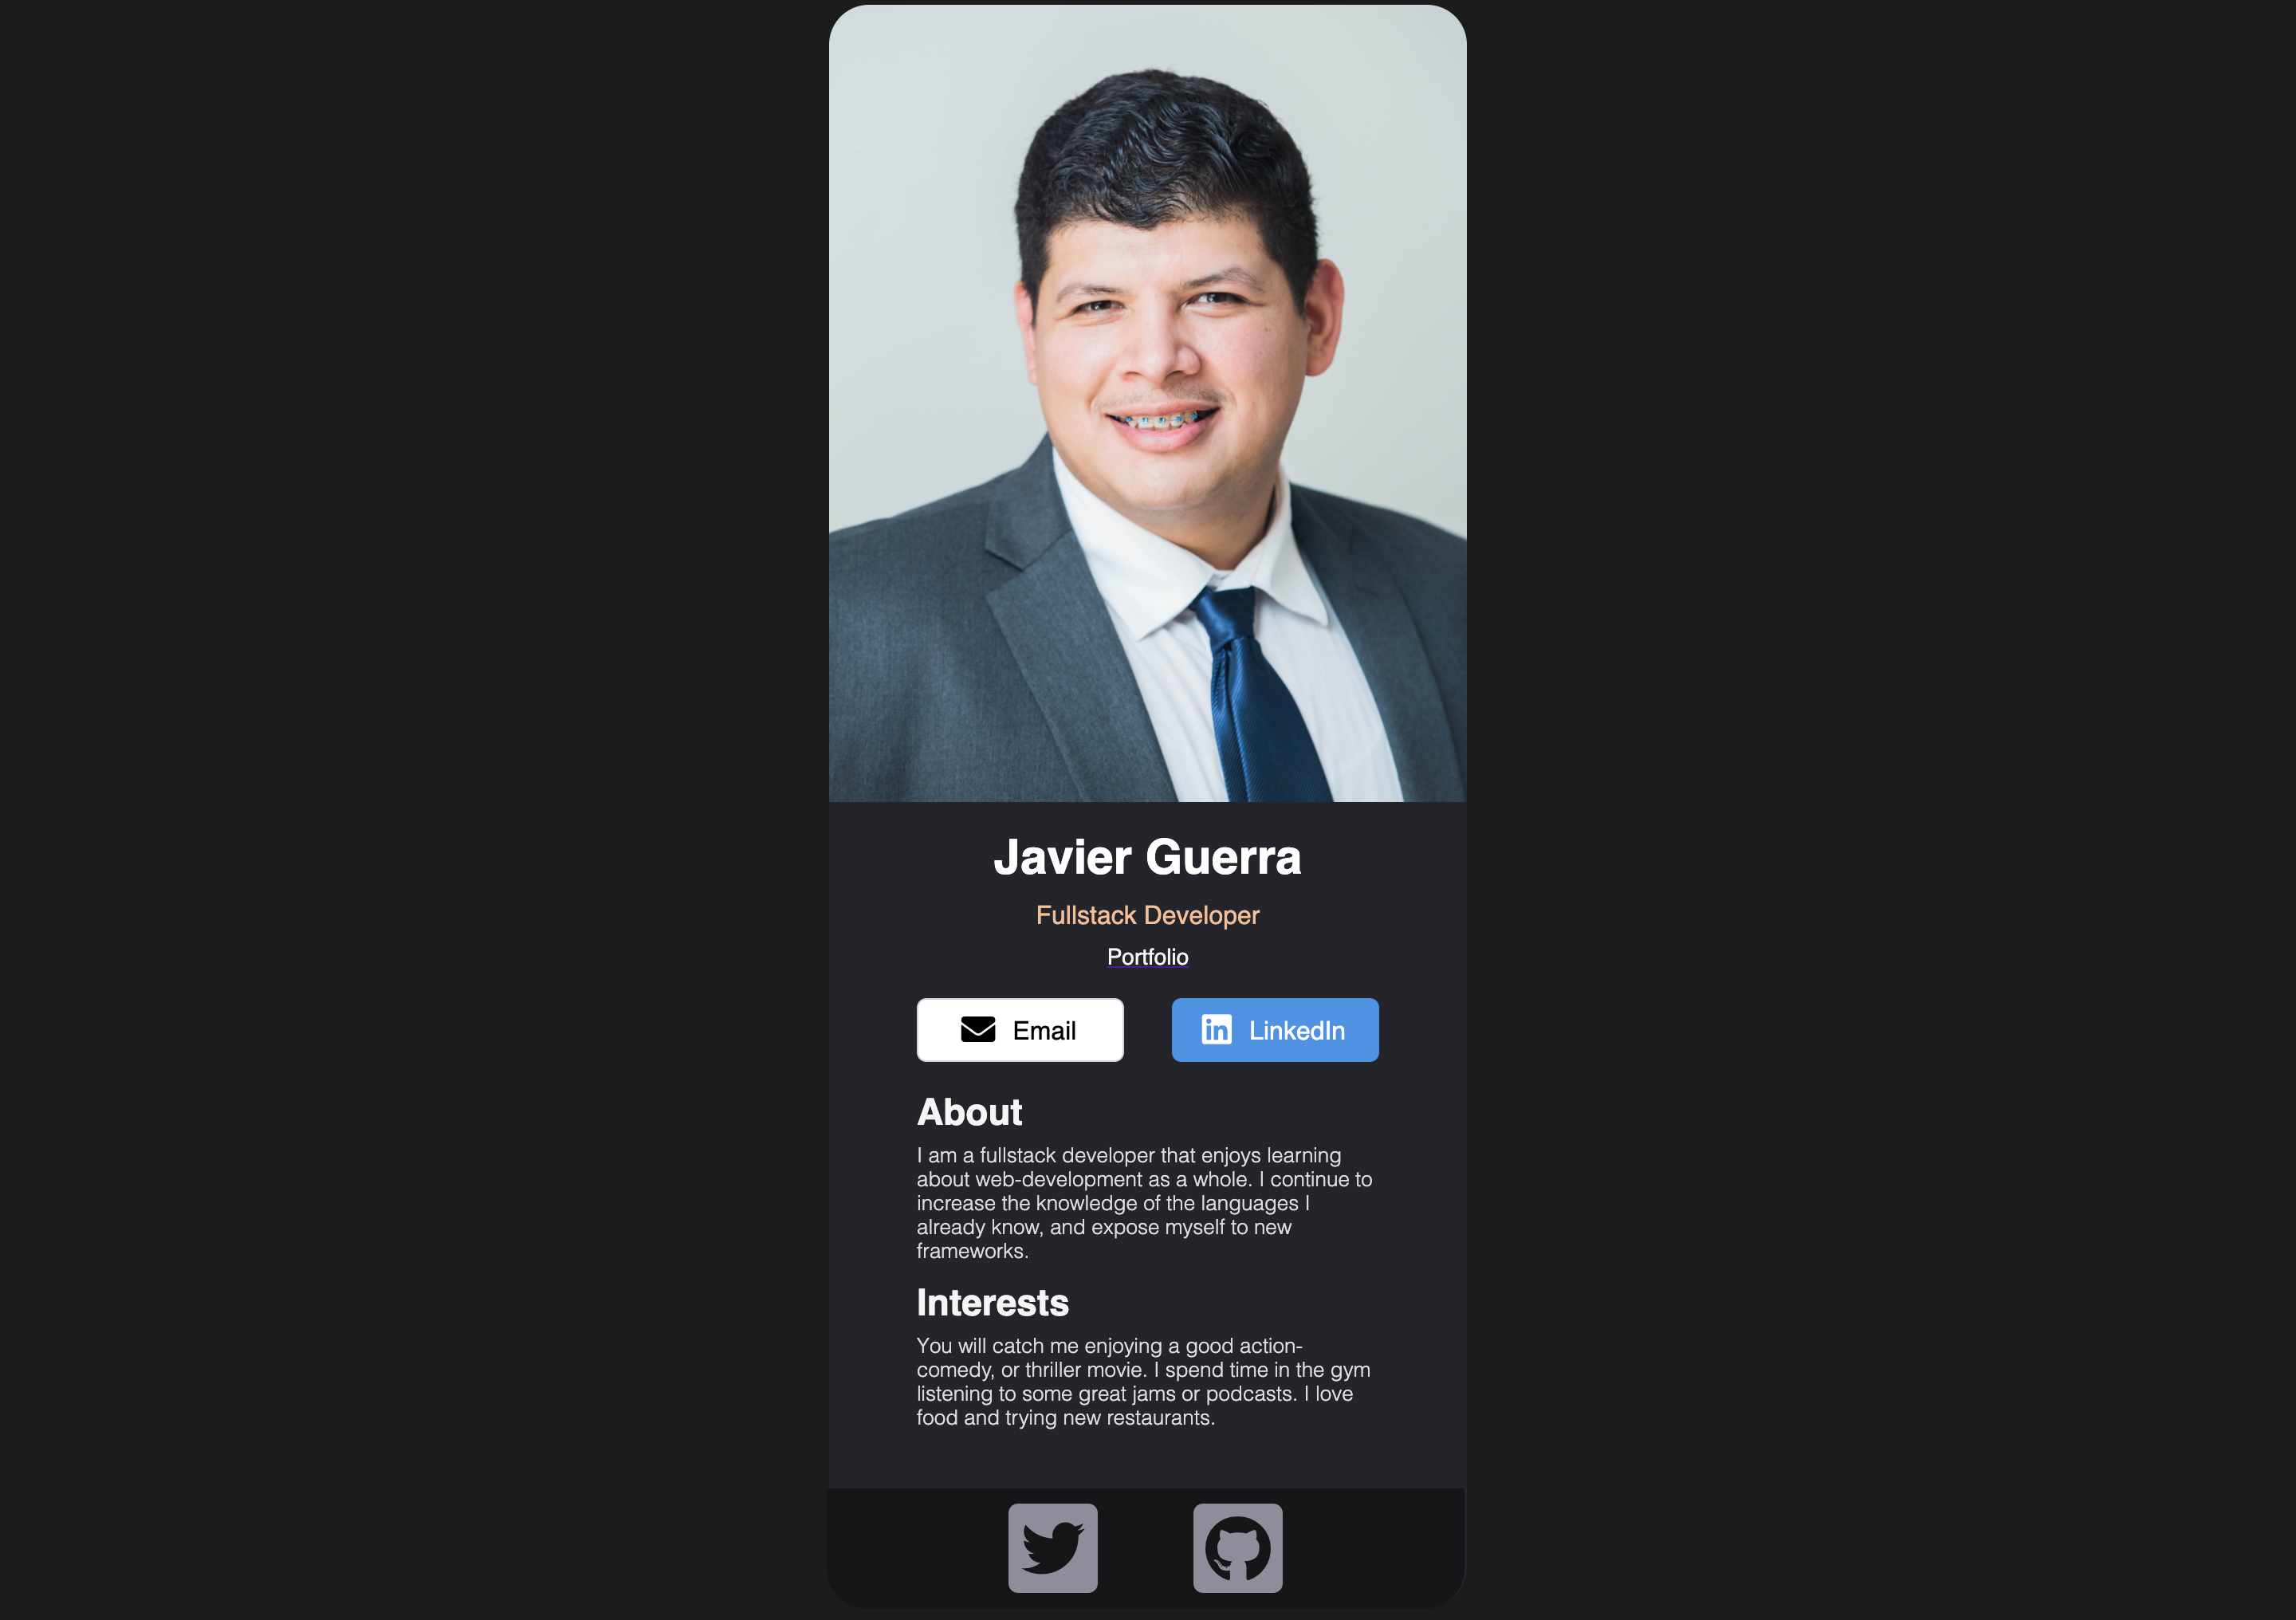 Javier Guerra
Fullstack Developer
Portfolio
Email
LinkedIn
About
I am a fullstack developer that enjoys learning
about web-development as a whole. I continue to
increase the knowledge of the languages I
already know, and expose myself to new
frameworks.
Interests
You will catch me enjoying a good action-
comedy, or thriller movie. I spend time in the gym
listening to some great jams or podcasts. I love
food and trying new restaurants.